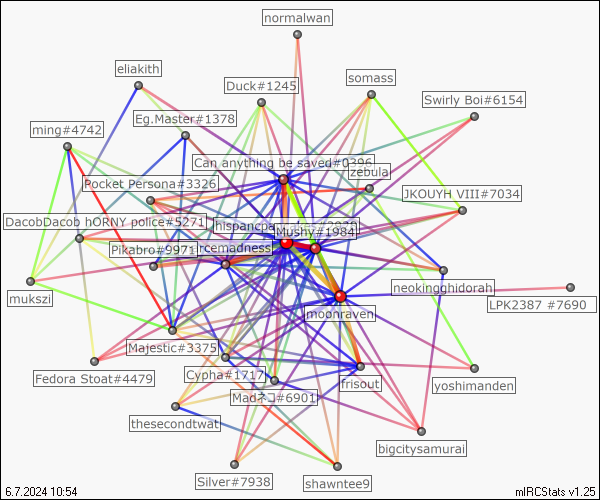 normalwan
eliakith
somass
Duck#1245
Swirly Boi#6154
Eg.Master#1378
ming#4742
Can anything be saved#0396
zebula
Pocket Persona#3326
JKOUYH VIII#7034
DacobDacob hORNY police#5271
Mushy#1984
Pikabro#9971
icemadness
neokingghidorah
mukszi
LPK2387 #7690
moonraven
Majestic#3375
Fedora Stoat#4479
Cypha#1717
frisout
yoshimanden
Madネコ#6901
thesecondtwat
bigcitysamurai
Silver#7938
shawntee9
6.7.2024 10:54
mIRCStats v1.25